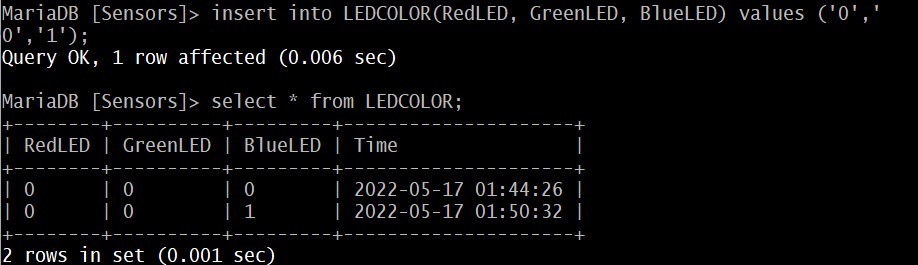 MariaDB [Sensors]> insert into LEDCOLOR(RedLED, GreenLED, BlueLED) values ('0','
0','1');
Query OK, 1 row affected (0.006 sec)
MariaDB [Sensors]> select * from LEDCOLOR;
+--------+----------+---------+---------------------+
| RedLED | GreenLED | BlueLED | Time                |
+--------+----------+---------+---------------------+
| 0      | 0        | 0       | 2022-05-17 01:44:26 |
| 0      | 0        | 1       | 2022-05-17 01:50:32 |
+--------+----------+---------+---------------------+
2 rows in set (0.001 sec)